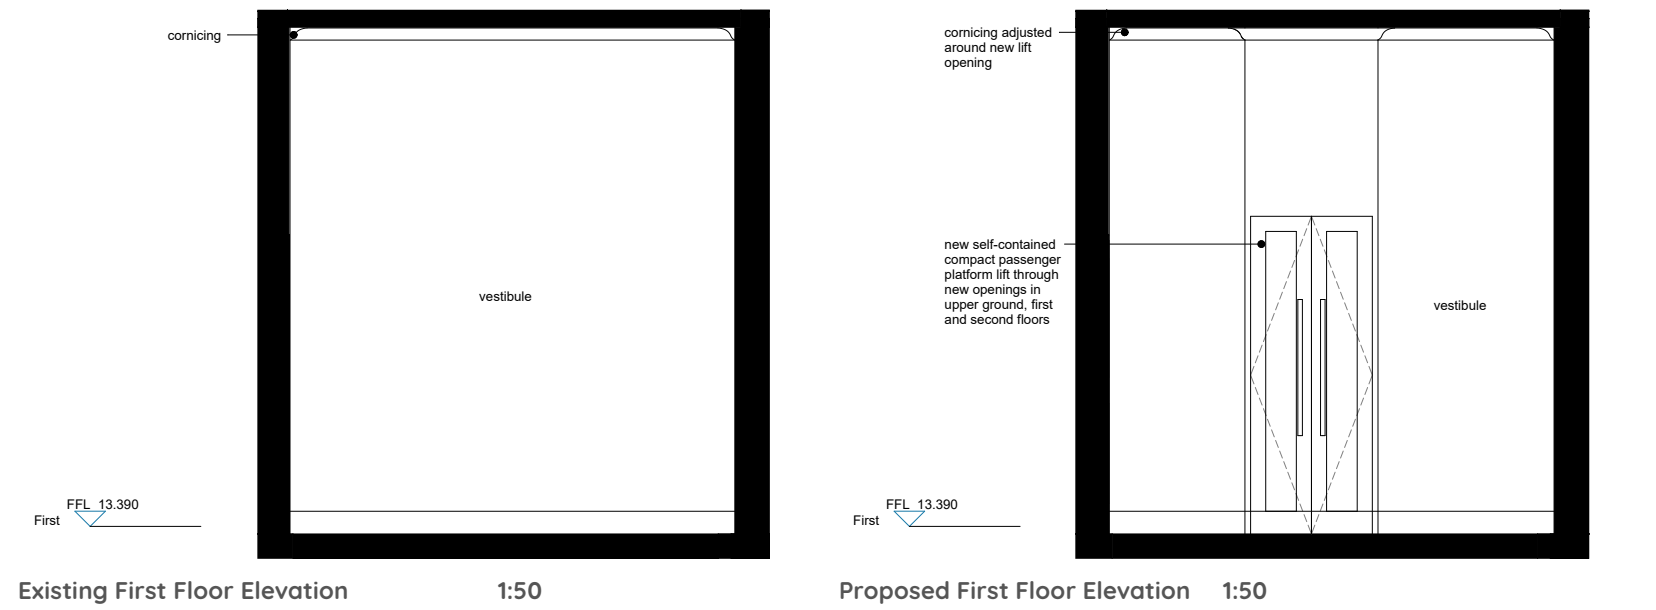 cornicing
vestibule
FFL 13.390
First
Existing First Floor Elevation 1:50
cornicing adjusted
around new lift
opening
new self-contained
compact passenger
platform lift through
new openings in
upper ground, first
and second floors
vestibule
FFL 13.390
First
Proposed First Floor Elevation 1:50